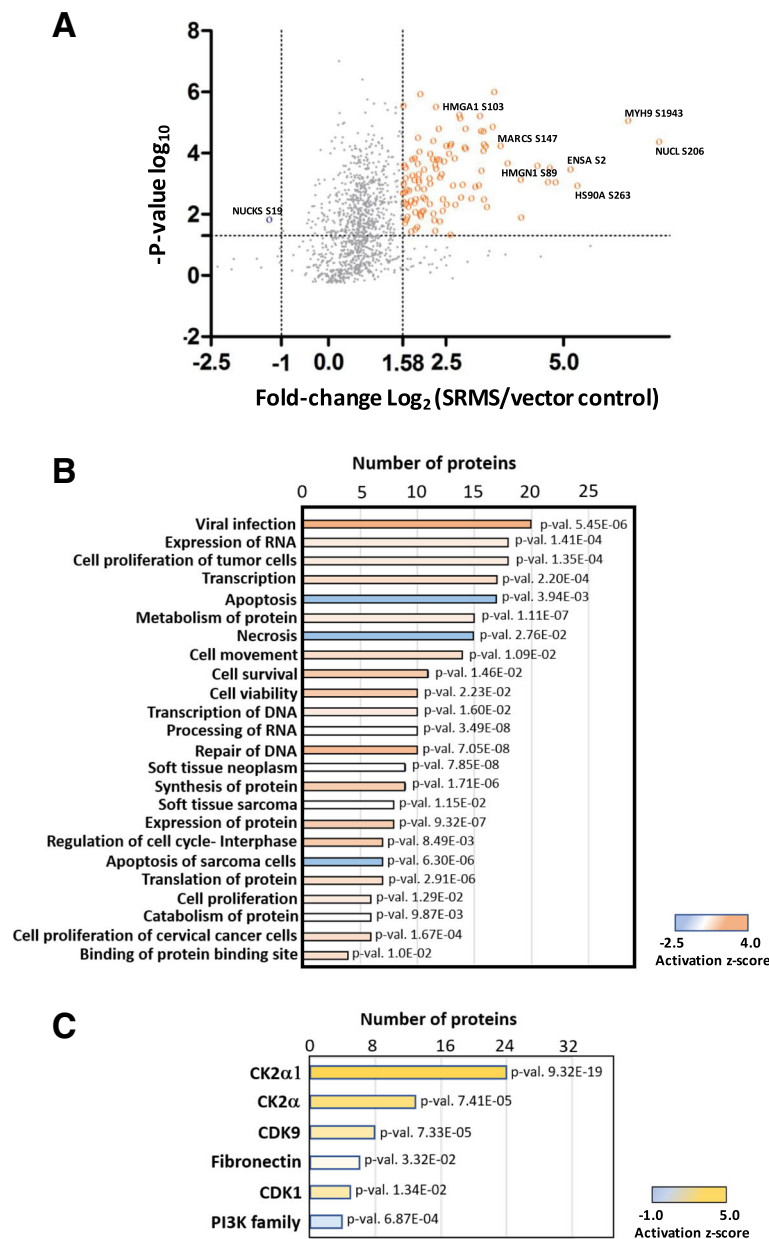 A
8
6
4
2
0
-2
-P-value log10
HMGA1 S103
MYH9 S1943
MARCS S147
NUCL S206
ENSA S2
HMGN1 S89
HS90A S263
NUCKS S19
-2.5 -1 0.0 1.58 2.5 5.0
Fold-change Log2 (SRMS/vector control)
B
Number of proteins
0 5 10 15 20 25
Viral infection p-val. 5.45E-06
Expression of RNA p-val. 1.41E-04
Cell proliferation of tumor cells p-val. 1.35E-04
Transcription p-val. 2.20E-04
Apoptosis p-val. 3.94E-03
Metabolism of protein p-val. 1.11E-07
Necrosis p-val. 2.76E-02
Cell movement p-val. 1.09E-02
Cell survival p-val. 1.46E-02
Cell viability p-val. 2.23E-02
Transcription of DNA p-val. 1.60E-02
Processing of RNA p-val. 3.49E-08
Repair of DNA p-val. 7.05E-08
Soft tissue neoplasm p-val. 7.85E-08
Synthesis of protein p-val. 1.71E-06
Soft tissue sarcoma p-val. 1.15E-02
Expression of protein p-val. 9.32E-07
Regulation of cell cycle- Interphase p-val. 8.49E-03
Apoptosis of sarcoma cells p-val. 6.30E-06
Translation of protein p-val. 2.91E-06
Cell proliferation p-val. 1.29E-02
Catabolism of protein p-val. 9.87E-03
Cell proliferation of cervical cancer cells p-val. 1.67E-04
Binding of protein binding site p-val. 1.0E-02
-2.5 4.0
Activation z-score
C
Number of proteins
0 8 16 24 32
CK2α1 p-val. 9.32E-19
CK2α p-val. 7.41E-05
CDK9 p-val. 7.33E-05
Fibronectin p-val. 3.32E-02
CDK1 p-val. 1.34E-02
PI3K family p-val. 6.87E-04
-1.0 5.0
Activation z-score